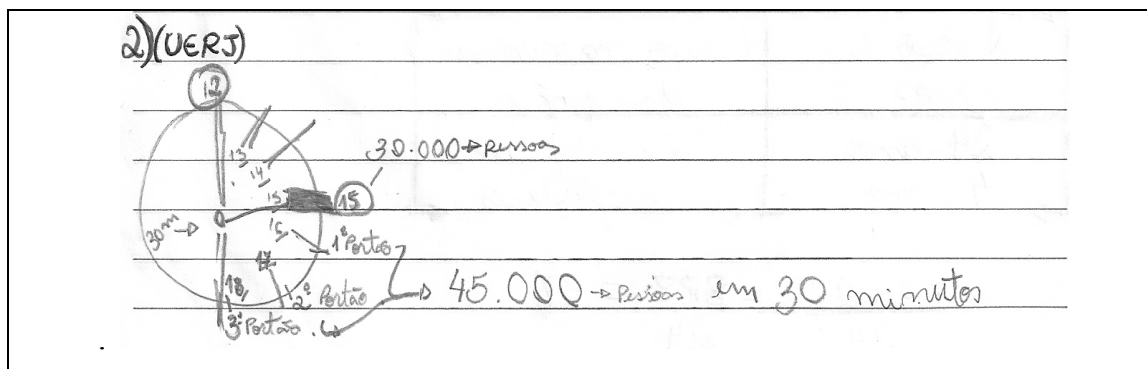 2)(UERJ)
12
13
14
30.000→pessoas
15
15
30m→
16
1º Portão
17
18
2º Portão
→ 45.000→Pessoas em 30 minutos
3º Portão.